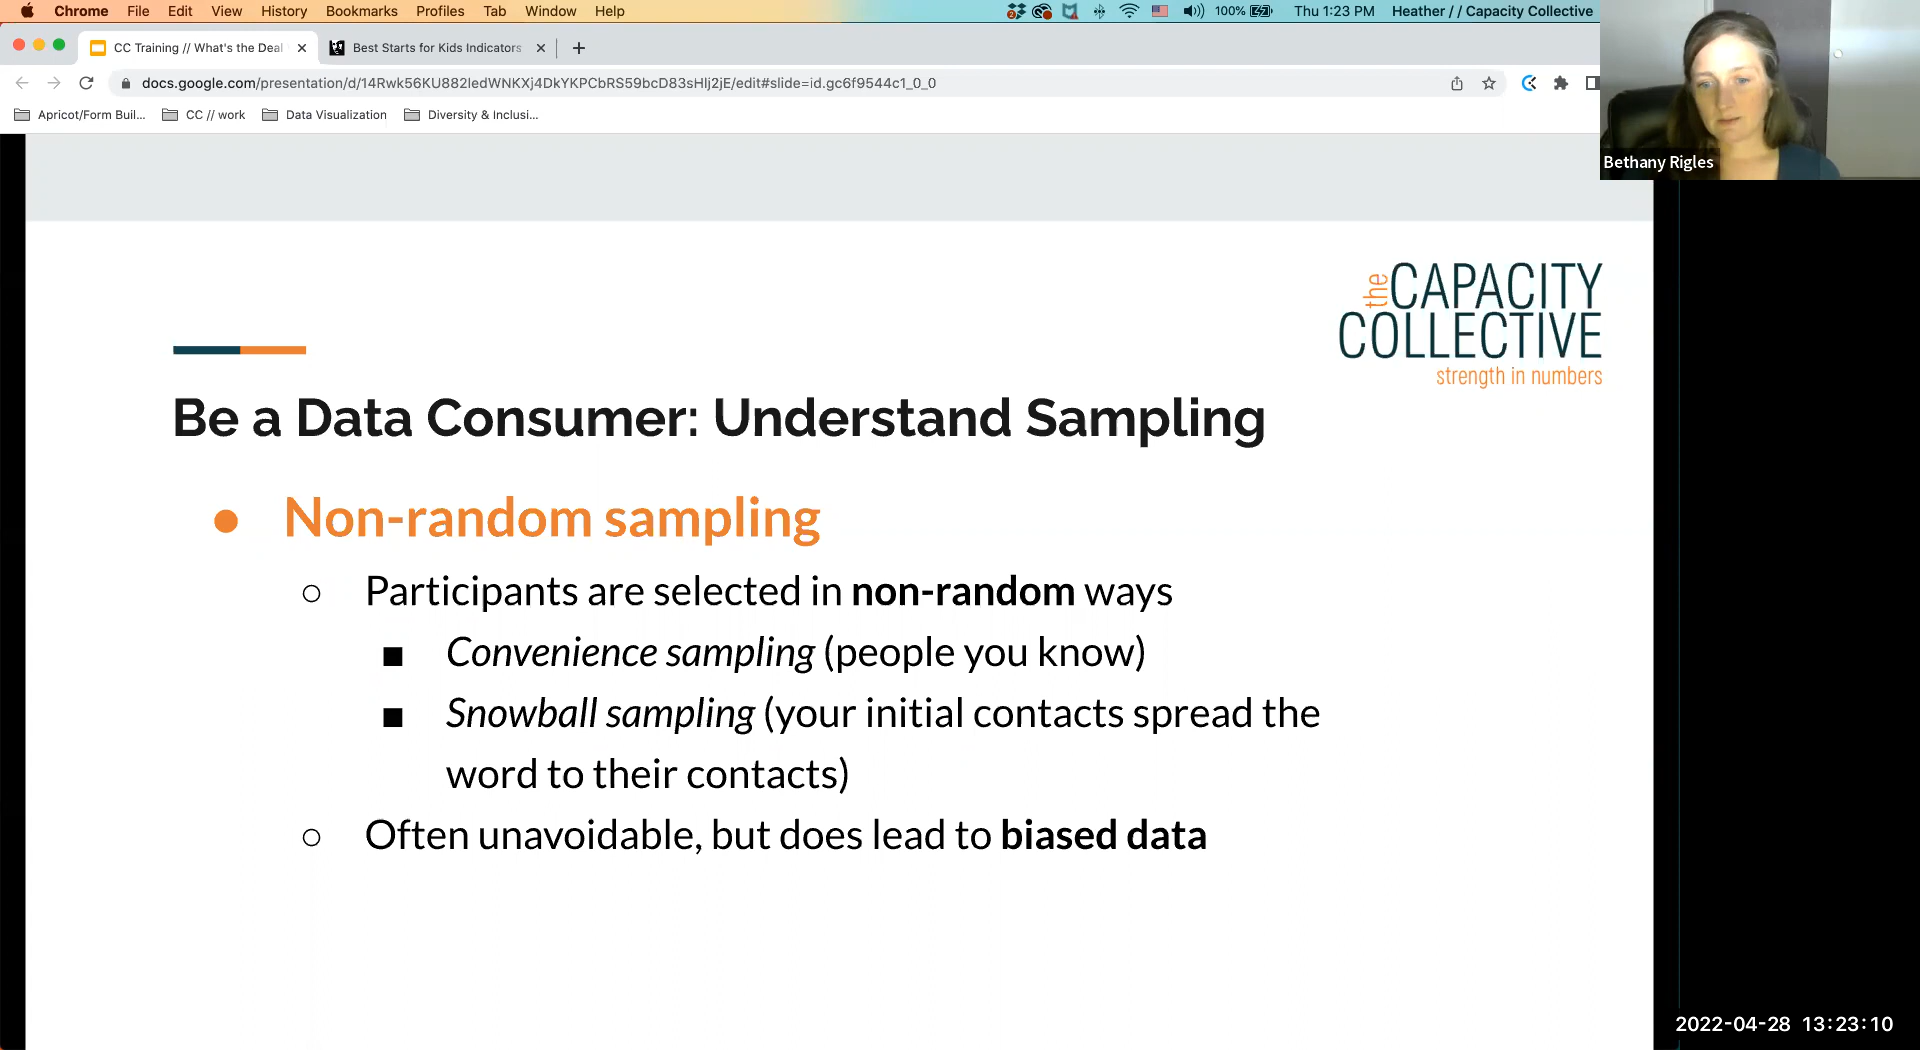 Chrome File Edit View History Bookmarks Profiles Tab Window Help 100% Thu 1:23 PM Heather // Capacity Collective
CC Training // What's the Deal Best Starts for Kids Indicators
docs.google.com/presentation/d/14Rwk56KU882ledWNKXj4DkYKPCbRS59bcD83sHlj2jE/edit#slide=id.gc6f9544c1_0_0
Apricot/Form Buil... CC // work Data Visualization Diversity & Inclusi...
Bethany Rigles
the CAPACITY
COLLECTIVE
strength in numbers
Be a Data Consumer: Understand Sampling
● Non-random sampling
○ Participants are selected in non-random ways
■ Convenience sampling (people you know)
■ Snowball sampling (your initial contacts spread the
word to their contacts)
○ Often unavoidable, but does lead to biased data
2022-04-28 13:23:10